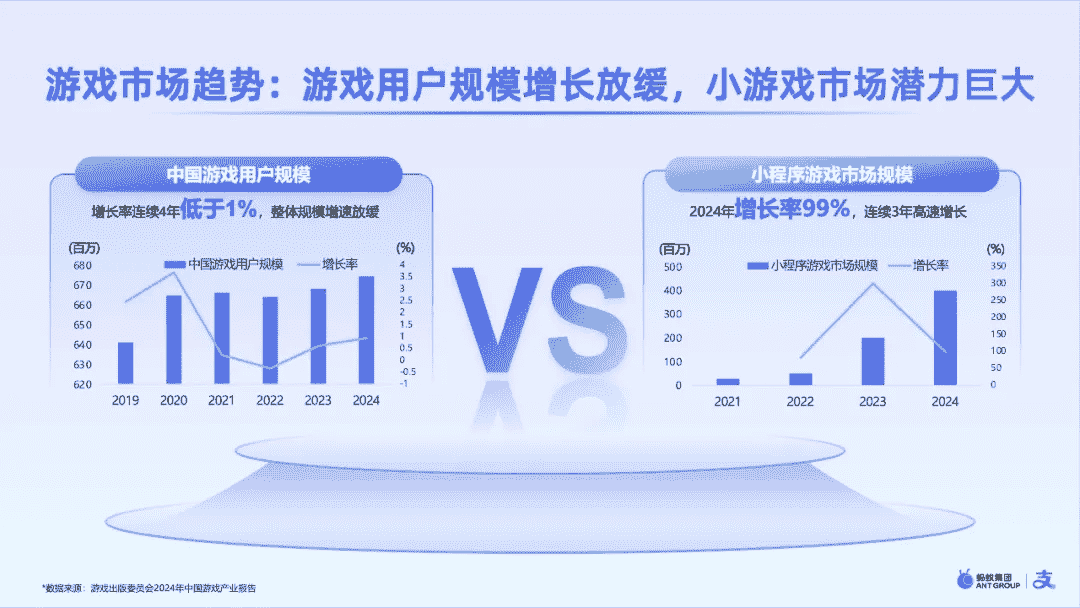 游戏市场趋势：游戏用户规模增长放缓，小游戏市场潜力巨大
中国游戏用户规模
增长率连续4年低于1%，整体规模增速放缓
(百万)
(%)
中国游戏用户规模
增长率
680
670
660
650
640
630
620
4
3.5
3
2.5
2
1.5
1
0.5
0
-0.5
-1
2019 2020 2021 2022 2023 2024
VS
小程序游戏市场规模
2024年增长率99%，连续3年高速增长
(百万)
(%)
小程序游戏市场规模
增长率
500
400
300
200
100
0
350
300
250
200
150
100
50
0
2021 2022 2023 2024
*数据来源：游戏出版委员会2024年中国游戏产业报告
蚂蚁集团
ANT GROUP
支